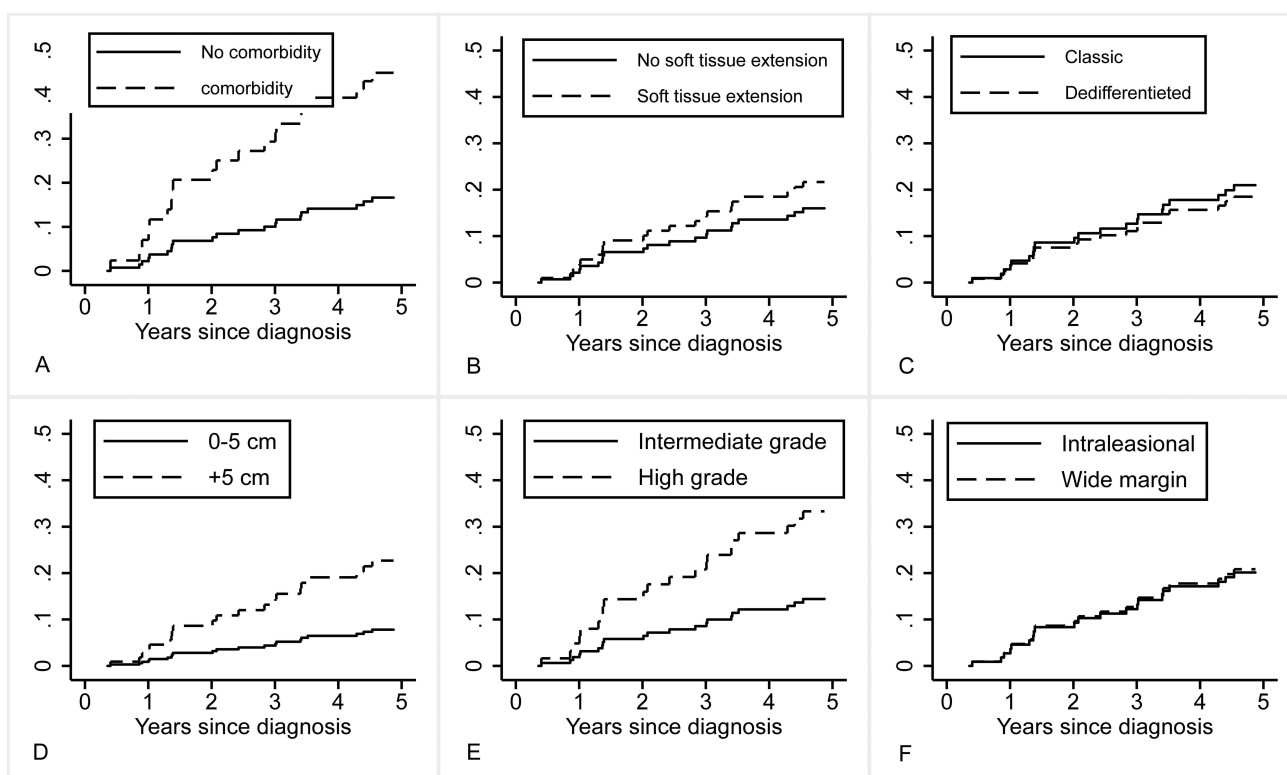 No comorbidity
comorbidity
.5
.4
.3
.2
.1
0
0 1 2 3 4 5
Years since diagnosis
A
No soft tissue extension
Soft tissue extension
.5
.4
.3
.2
.1
0
0 1 2 3 4 5
Years since diagnosis
B
Classic
Dedifferentieted
.5
.4
.3
.2
.1
0
0 1 2 3 4 5
Years since diagnosis
C
0-5 cm
+5 cm
.5
.4
.3
.2
.1
0
0 1 2 3 4 5
Years since diagnosis
D
Intermediate grade
High grade
.5
.4
.3
.2
.1
0
0 1 2 3 4 5
Years since diagnosis
E
Intraleasional
Wide margin
.5
.4
.3
.2
.1
0
0 1 2 3 4 5
Years since diagnosis
F